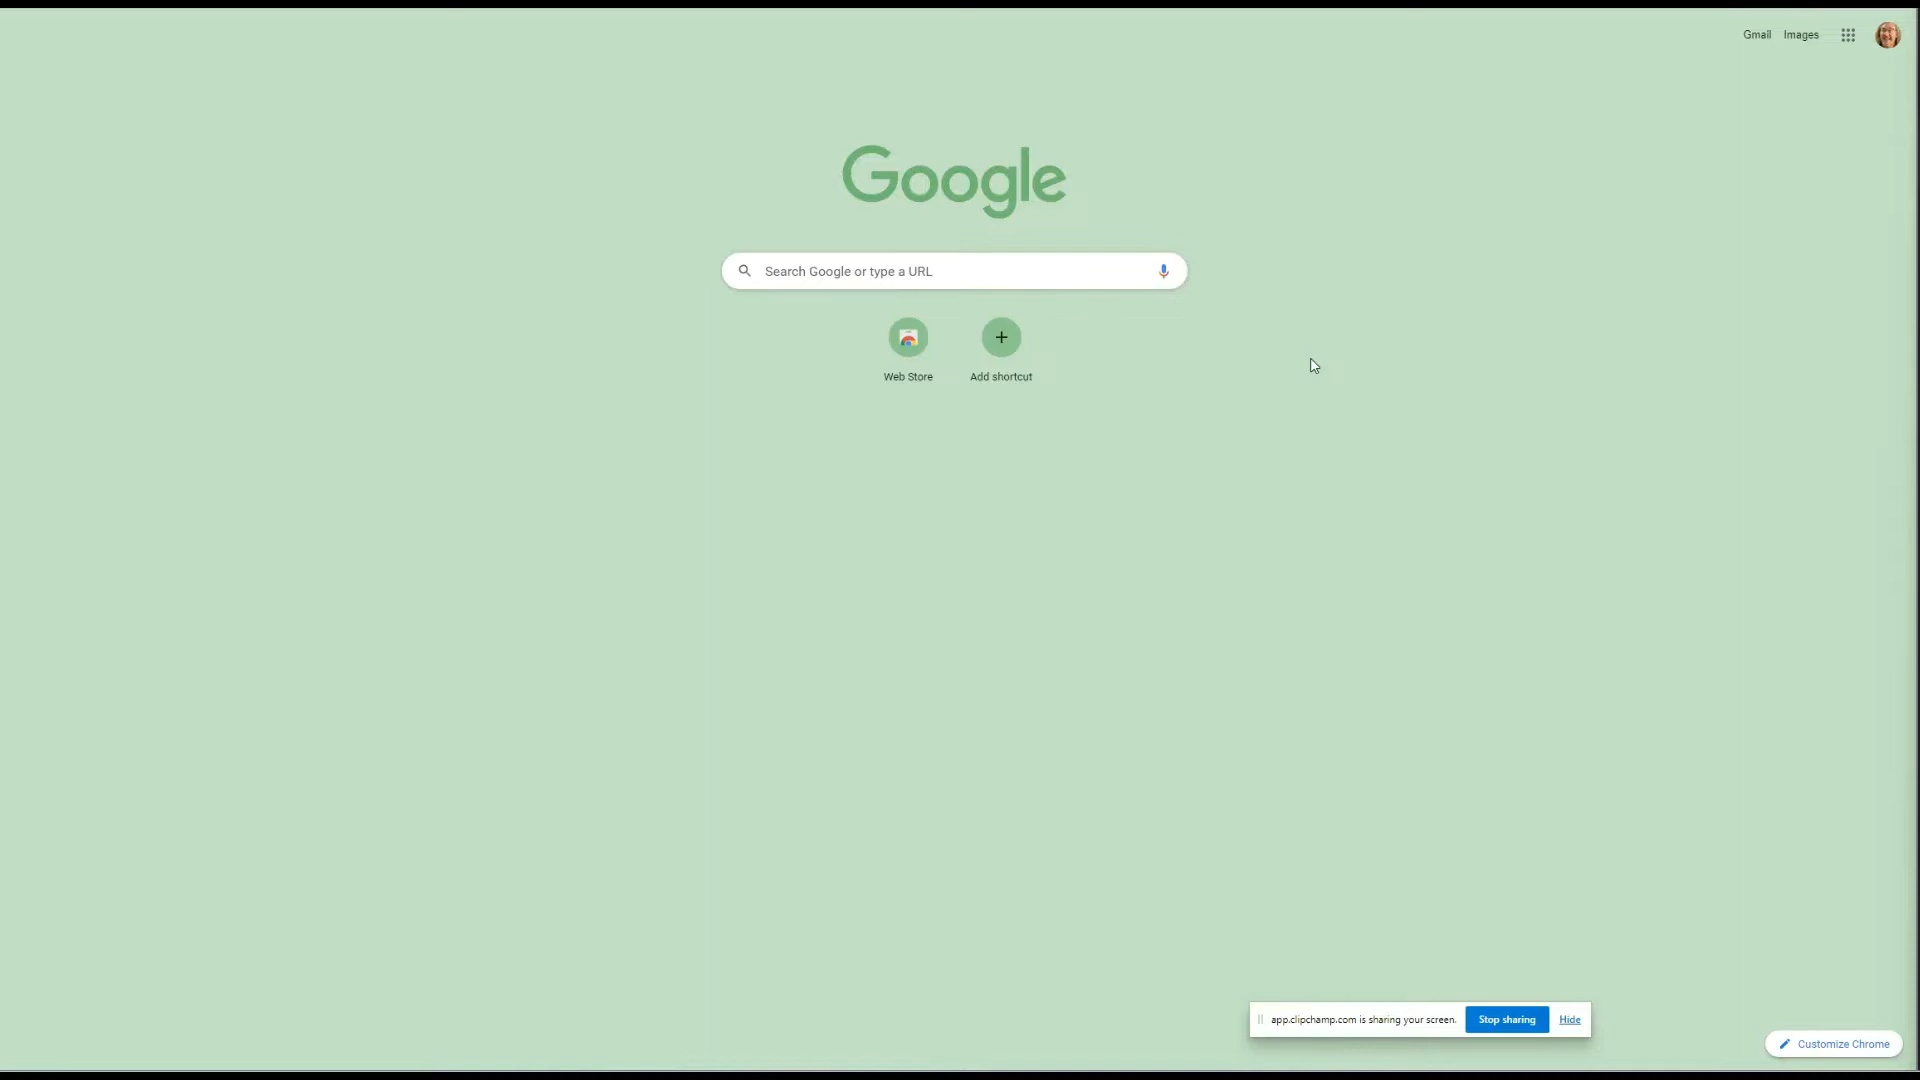 Gmail Images
Google
Search Google or type a URL
Web Store
Add shortcut
app.clipchamp.com is sharing your screen.
Stop sharing
Hide
Customize Chrome